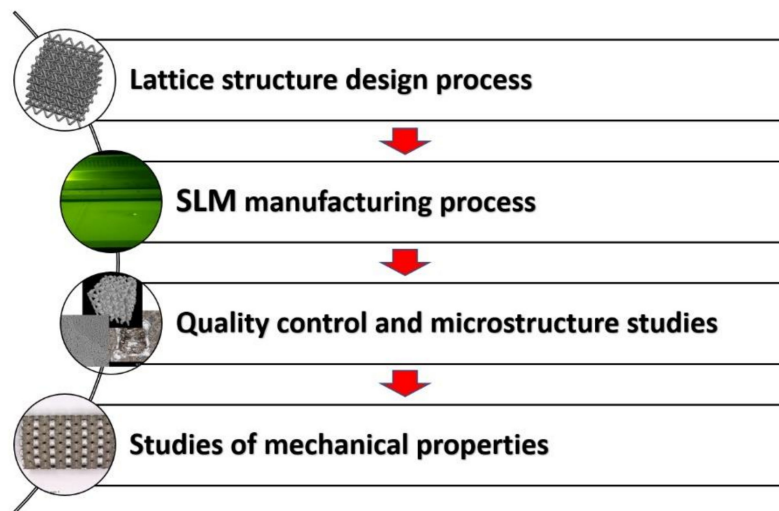 Lattice structure design process
SLM manufacturing process
Quality control and microstructure studies
Studies of mechanical properties